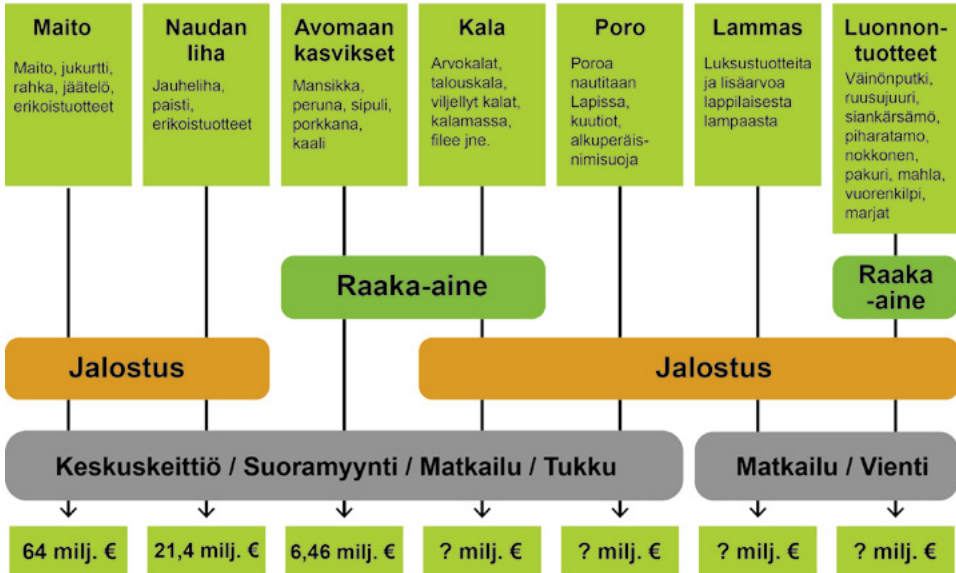 Maito
Maito, jukurtti,
rahka, jäätelö,
erikoistuotteet
Naudan
liha
Jauheliha,
paisti,
erikoistuotteet
Avomaan
kasvikset
Mansikka,
peruna, sipuli,
porkkana,
kaali
Kala
Arvokalat,
talouskala,
viljellyt kalat,
kalamassa,
filee jne.
Poro
Poroa
nautitaan
Lapissa,
kuutiot,
alkuperäis-
nimisuoja
Lammas
Luksustuotteita
ja lisäarvoa
lappilaisesta
lampaasta
Luonnon-
tuotteet
Väinönputki,
ruusujuuri,
siankärsämö,
piharatamo,
nokkonen,
pakuri, mahla,
vuorenkilpi,
marjat
Raaka-aine
Raaka
-aine
Jalostus
Jalostus
Keskuskeittiö / Suoramyynti / Matkailu / Tukku
Matkailu / Vienti
64 milj. €
21,4 milj. €
6,46 milj. €
? milj. €
? milj. €
? milj. €
? milj. €